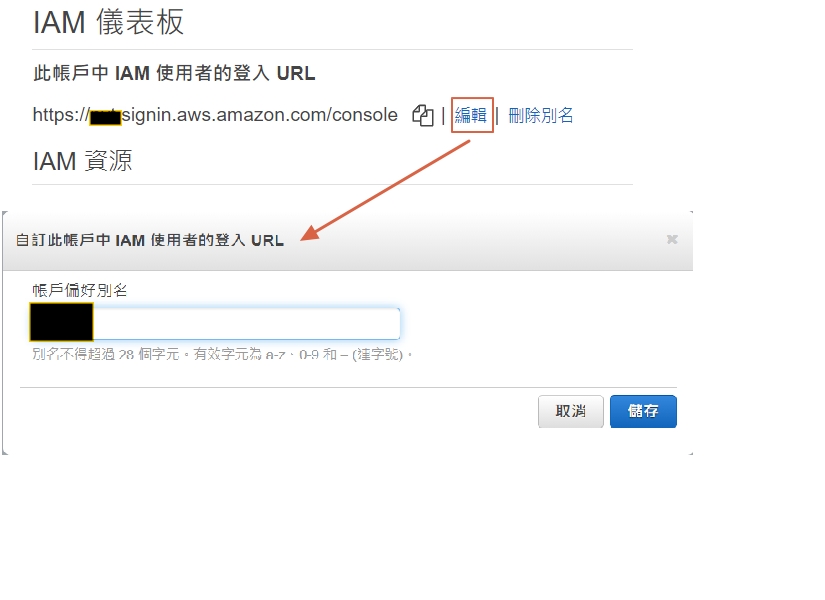 IAM 儀表板
此帳戶中 IAM 使用者的登入 URL
https:// signin.aws.amazon.com/console | 編輯 | 刪除別名
IAM 資源
自訂此帳戶中 IAM 使用者的登入 URL
帳戶偏好別名
別名不得超過 28 個字元。有效字元為 a-z、0-9 和 – (連字號)。
取消 儲存